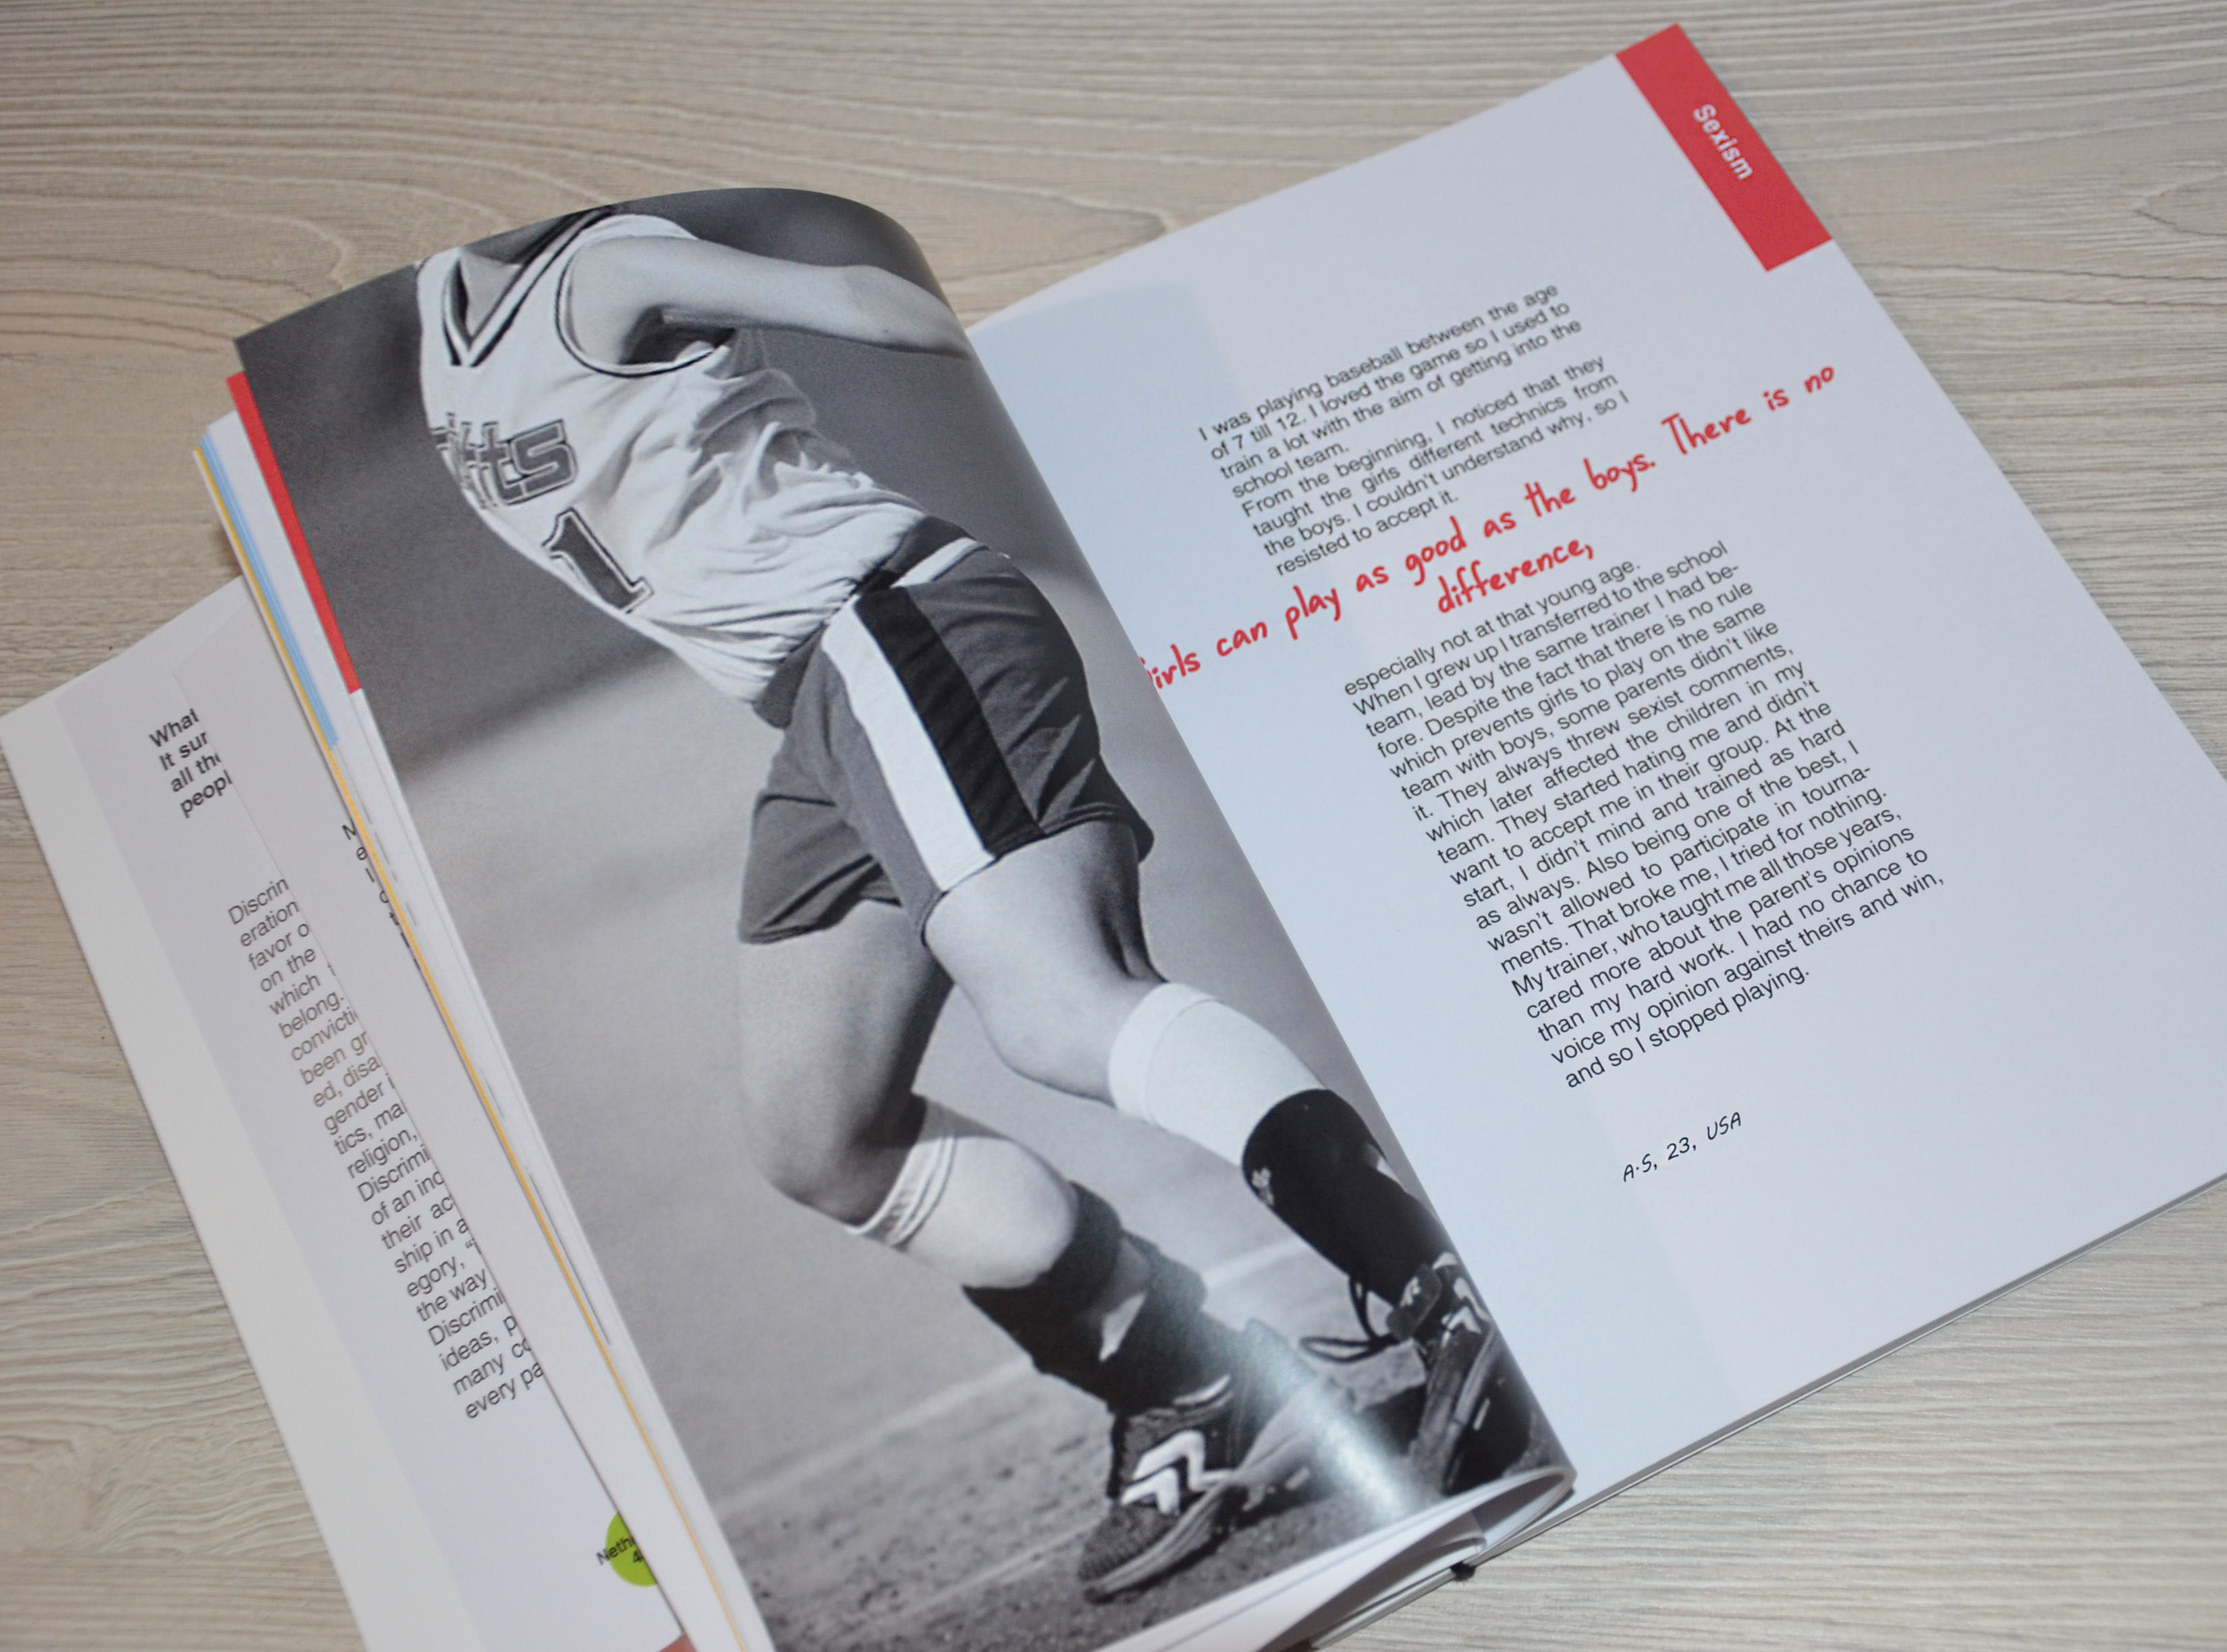 What
It sur
all the
peopl
Discrin
eration
favor o
on the
which
belong.
convicti
been gr
ed, disa
gender
tics, ma
religion,
Discrimi
of an ind
their ac
ship in a
egory, "
the way
Discrimi
ideas, p
many co
every pa
Neth
tts
1
Sexism
I was playing baseball between the age
of 7 till 12. I loved the game so I used to
train a lot with the aim of getting into the
school team.
From the beginning, I noticed that they
taught the girls different technics from
the boys. I couldn't understand why, so I
resisted to accept it.
irls can play as good as the boys. There is no
difference,
especially not at that young age.
When I grew up I transferred to the school
team, lead by the same trainer I had be-
fore. Despite the fact that there is no rule
which prevents girls to play on the same
team with boys, some parents didn't like
it. They always threw sexist comments,
which later affected the children in my
team. They started hating me and didn't
want to accept me in their group. At the
start, I didn't mind and trained as hard
as always. Also being one of the best, I
wasn't allowed to participate in tourna-
ments. That broke me, I tried for nothing.
My trainer, who taught me all those years,
cared more about the parent's opinions
than my hard work. I had no chance to
voice my opinion against theirs and win,
and so I stopped playing.
A.S, 23, USA